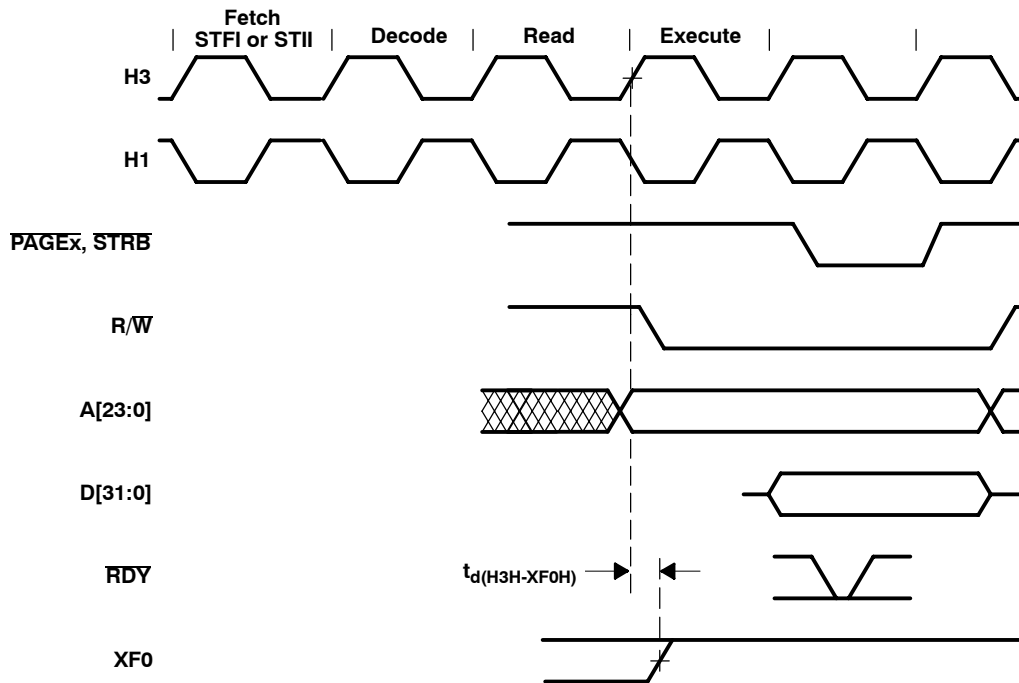 Fetch
STFI or STII
Decode
Read
Execute
H3
H1
PAGEx, STRB
R/W
A[23:0]
D[31:0]
RDY
td(H3H-XF0H)
XF0